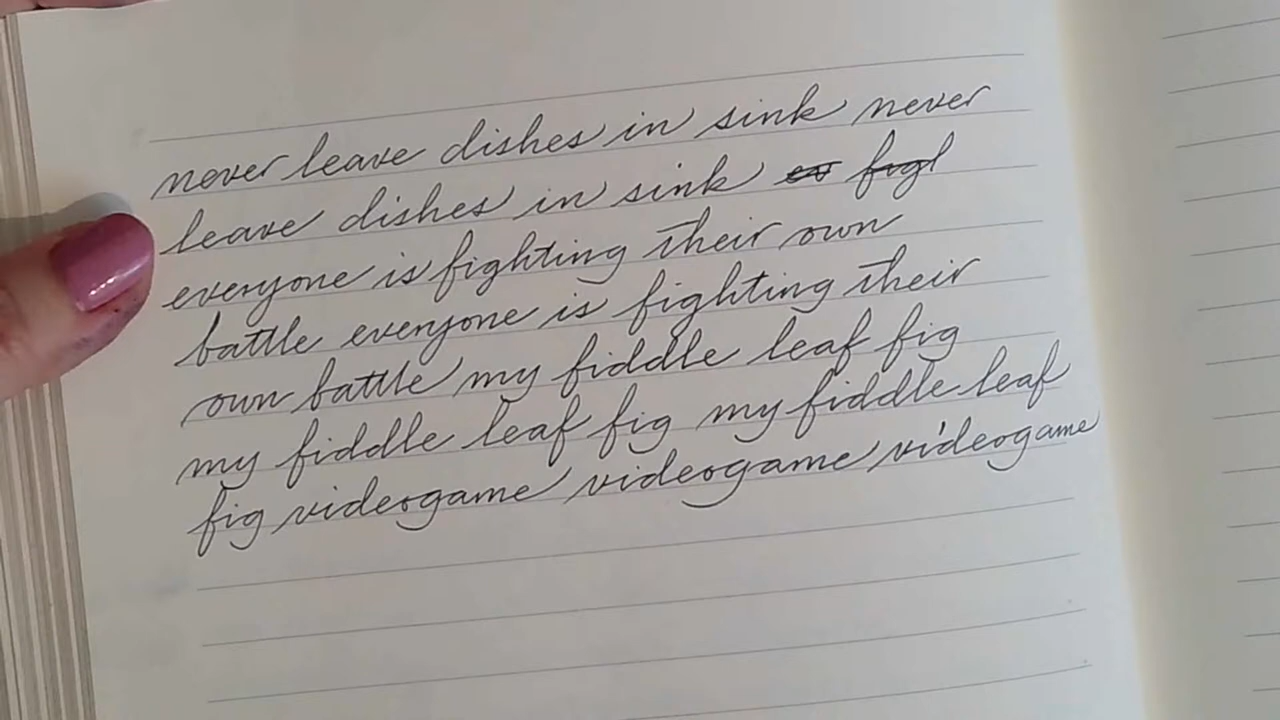 never leave dishes in sink never
leave dishes in sink
everyone is fighting their own
battle everyone is fighting their
own battle my fiddle leaf fig
my fiddle leaf fig my fiddle leaf
fig videogame videogame videogame